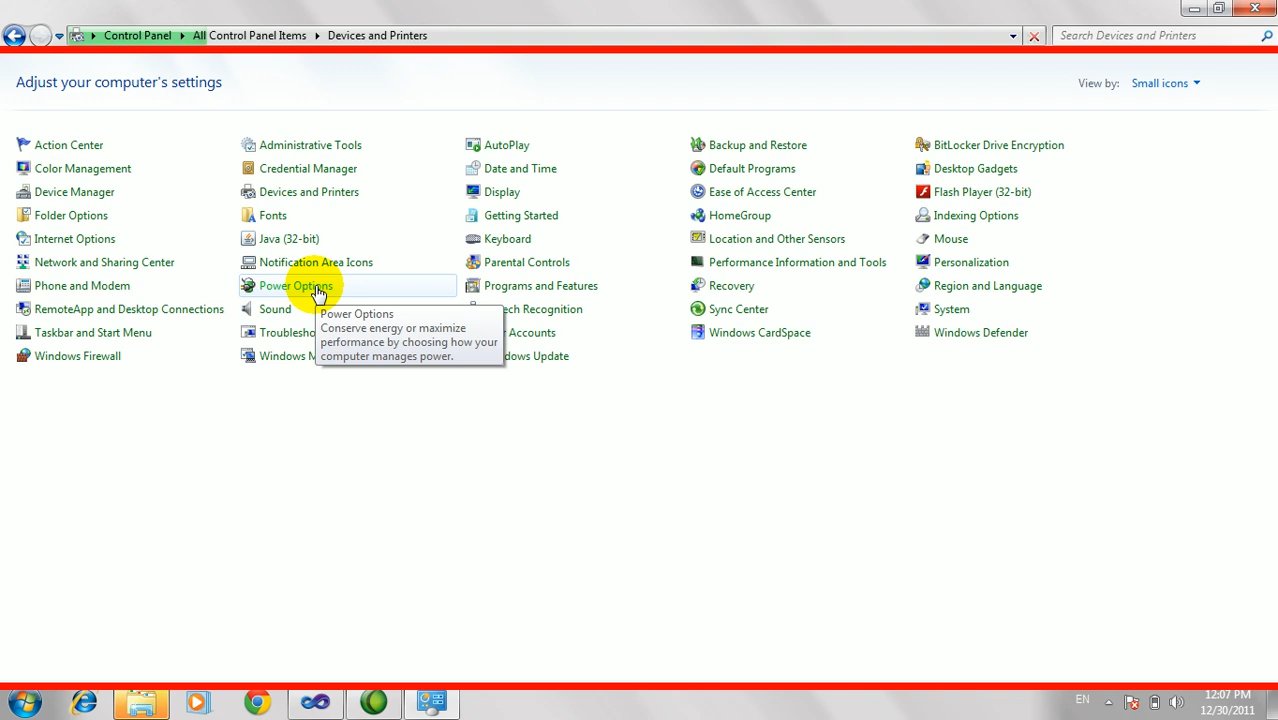 Control Panel ▸ All Control Panel Items ▸ Devices and Printers
Search Devices and Printers
Adjust your computer's settings
View by: Small icons
Action Center
Administrative Tools
AutoPlay
Backup and Restore
BitLocker Drive Encryption
Color Management
Credential Manager
Date and Time
Default Programs
Desktop Gadgets
Device Manager
Devices and Printers
Display
Ease of Access Center
Flash Player (32-bit)
Folder Options
Fonts
Getting Started
HomeGroup
Indexing Options
Internet Options
Java (32-bit)
Keyboard
Location and Other Sensors
Mouse
Network and Sharing Center
Notification Area Icons
Parental Controls
Performance Information and Tools
Personalization
Phone and Modem
Power Options
Programs and Features
Recovery
Region and Language
RemoteApp and Desktop Connections
Sound
Recognition
Sync Center
System
Taskbar and Start Menu
Accounts
Windows CardSpace
Windows Defender
Windows Firewall
Windows
Update
Power Options
Conserve energy or maximize
performance by choosing how your
computer manages power.
EN
12:07 PM
12/30/2011